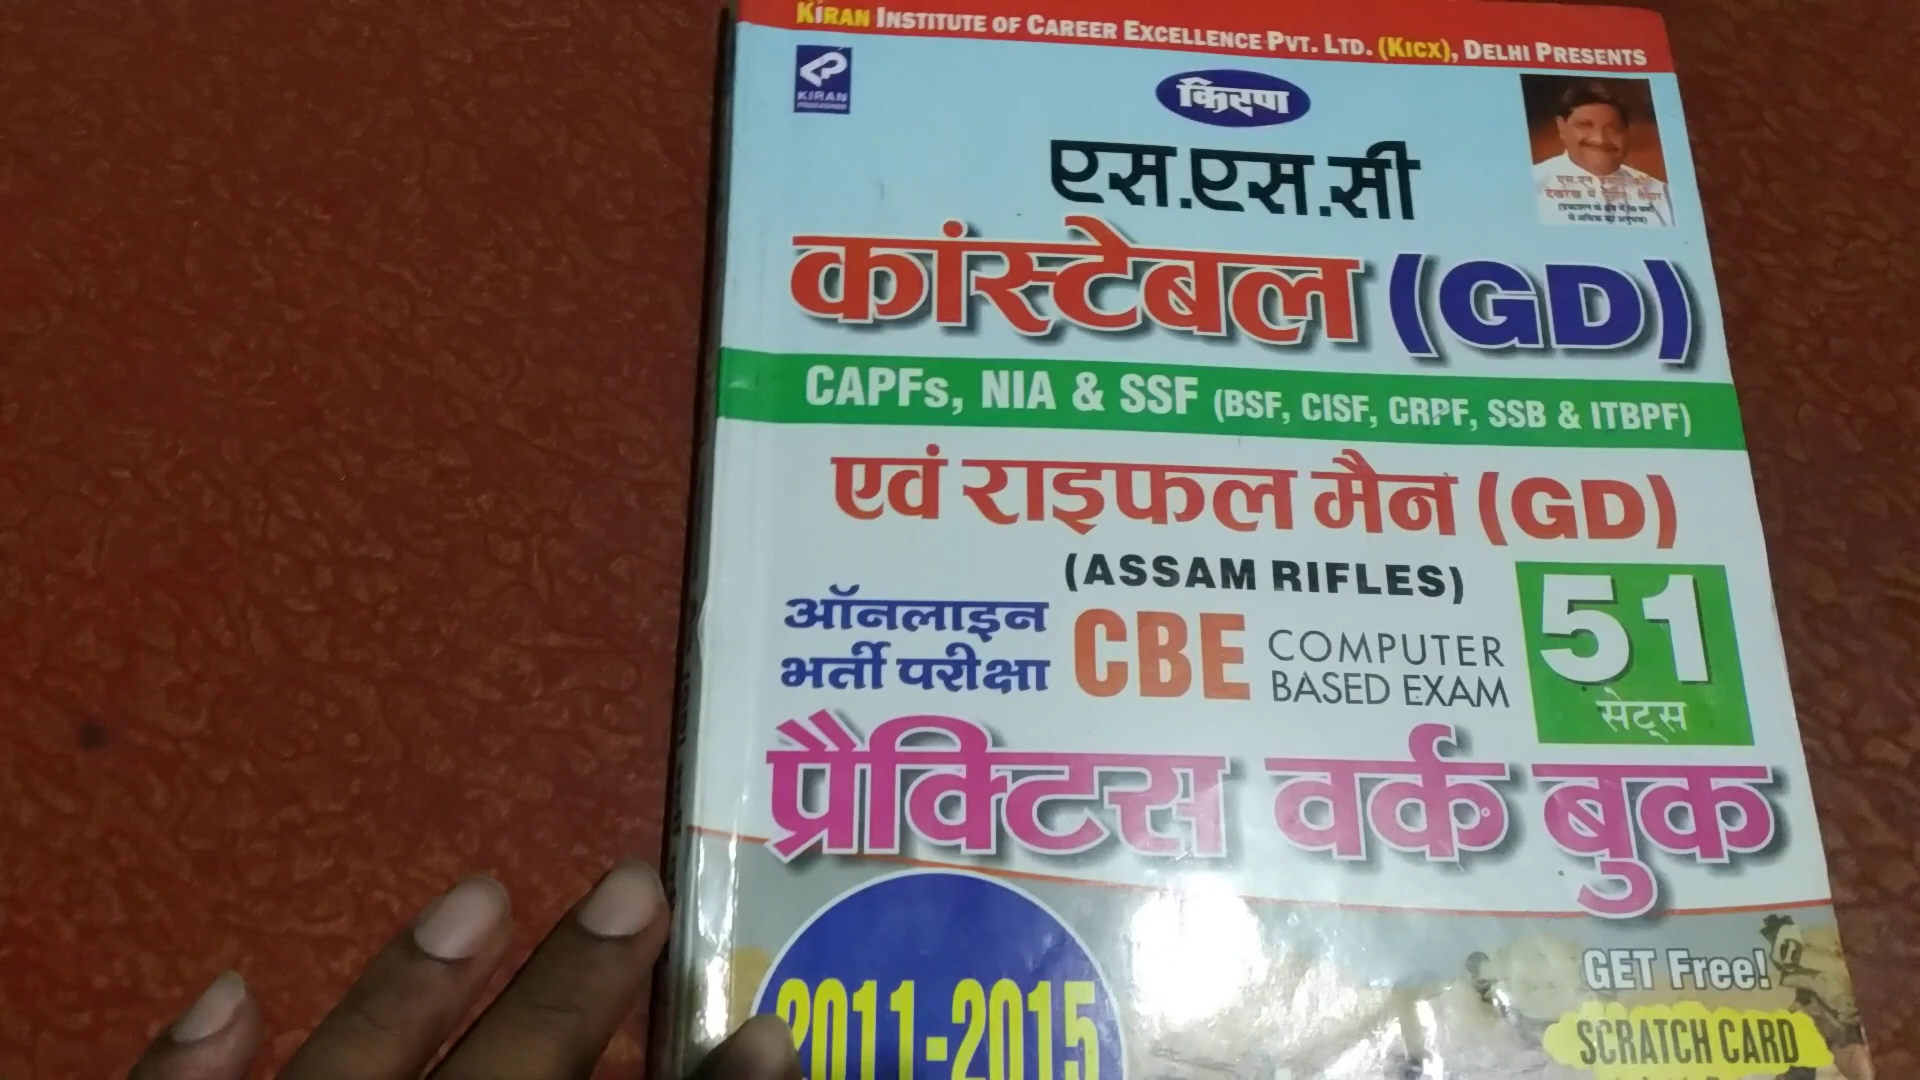 KIRAN INSTITUTE OF CAREER EXCELLENCE PVT. LTD. (KICX), DELHI PRESENTS
KIRAN
किरण
एस.एस.सी
कांस्टेबल (GD)
CAPFs, NIA & SSF (BSF, CISF, CRPF, SSB & ITBPF)
एवं राइफल मैन (GD)
(ASSAM RIFLES)
ऑनलाइन
भर्ती परीक्षा
CBE
COMPUTER
BASED EXAM
51
सेट्स
प्रैक्टिस वर्क बुक
2011-2015
GET Free!
SCRATCH CARD